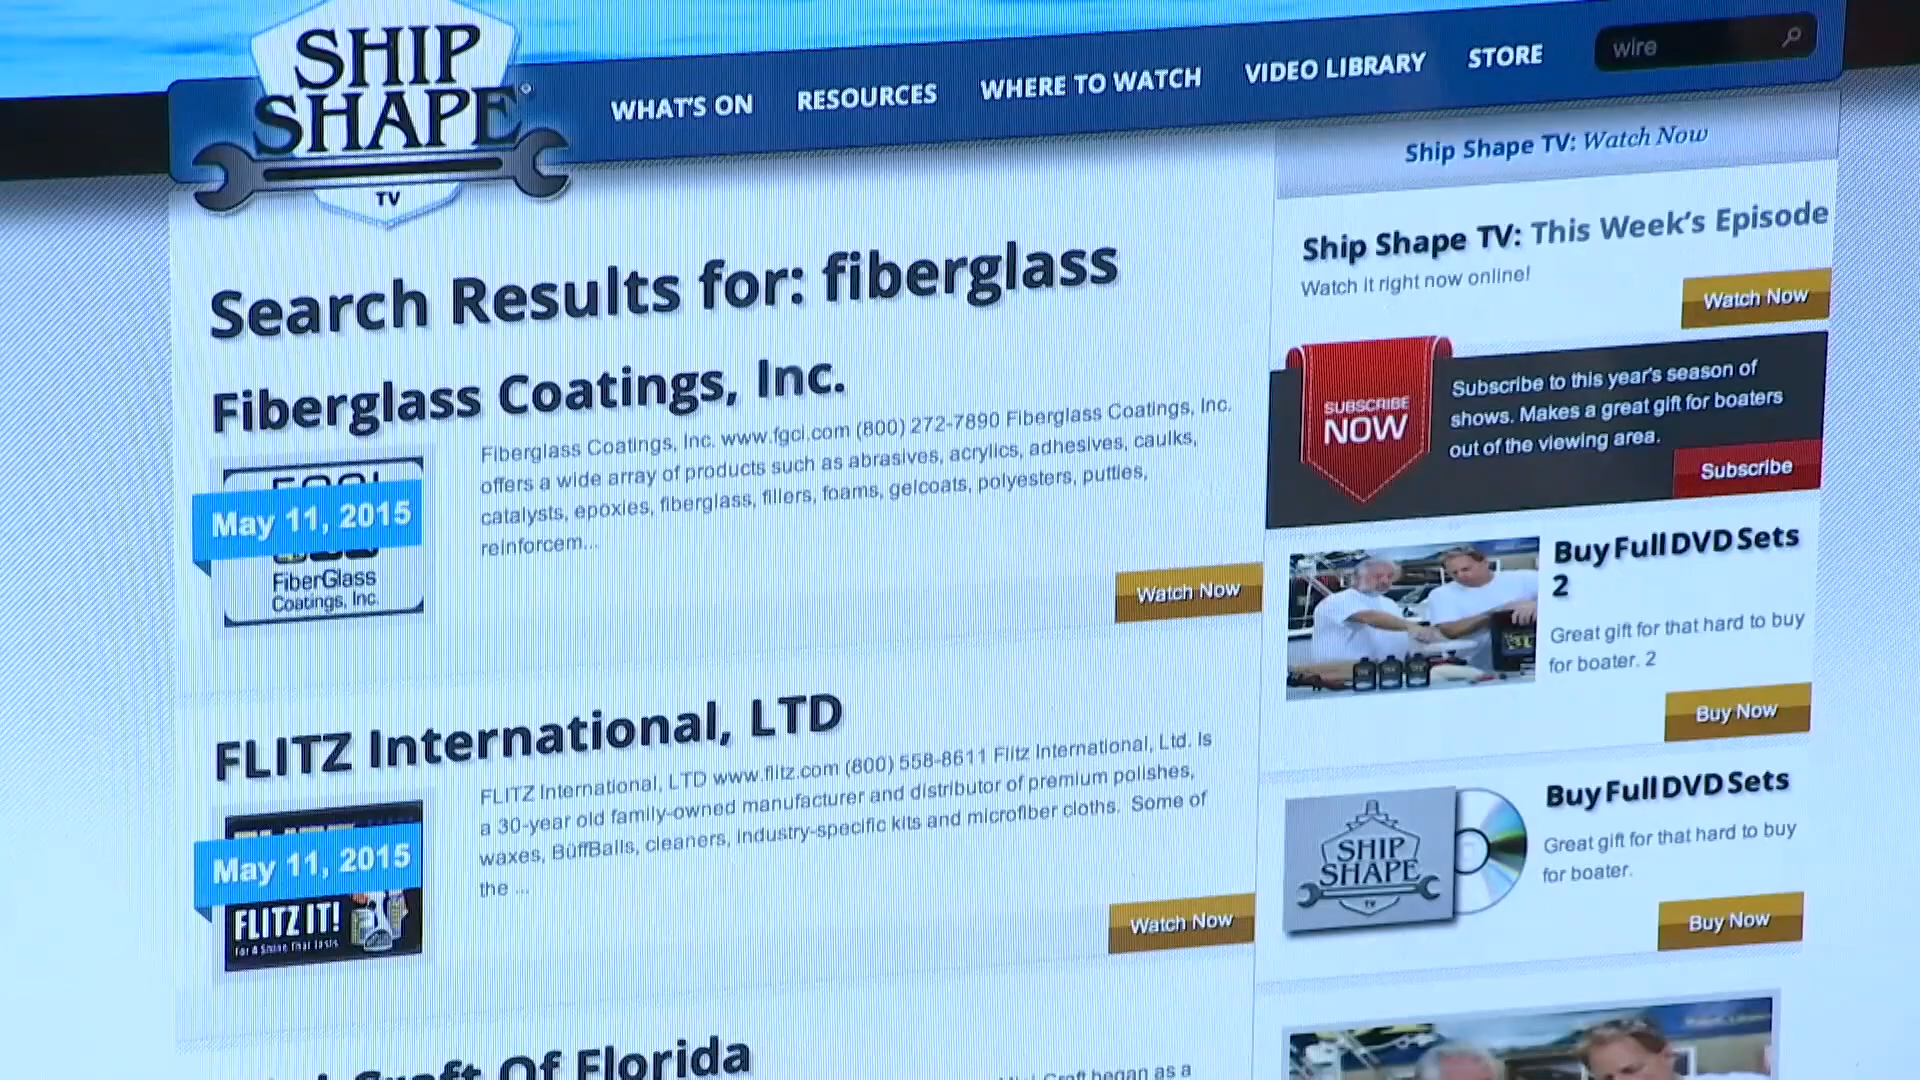 SHIP
SHAPE
TV
WHAT'S ON
RESOURCES
WHERE TO WATCH
VIDEO LIBRARY
STORE
wire
Search Results for: fiberglass
Fiberglass Coatings, Inc.
May 11, 2015
FiberGlass
Coatings, Inc.
Fiberglass Coatings, Inc. www.fgci.com (800) 272-7890 Fiberglass Coatings, Inc.
offers a wide array of products such as abrasives, acrylics, adhesives, caulks,
catalysts, epoxies, fiberglass, fillers, foams, gelcoats, polyesters, putties,
reinforcem...
Watch Now
FLITZ International, LTD
May 11, 2015
FLITZ IT!
For A Shine That Lasts
FLITZ International, LTD www.flitz.com (800) 558-8611 Flitz International, Ltd. is
a 30-year old family-owned manufacturer and distributor of premium polishes,
waxes, BüffBalls, cleaners, industry-specific kits and microfiber cloths. Some of
the ...
Watch Now
Of Florida
began as a
Ship Shape TV: Watch Now
Ship Shape TV: This Week's Episode
Watch it right now online!
Watch Now
SUBSCRIBE
NOW
Subscribe to this year's season of
shows. Makes a great gift for boaters
out of the viewing area.
Subscribe
Buy Full DVD Sets
2
Great gift for that hard to buy
for boater. 2
Buy Now
SHIP
SHAPE
TV
Buy Full DVD Sets
Great gift for that hard to buy
for boater.
Buy Now